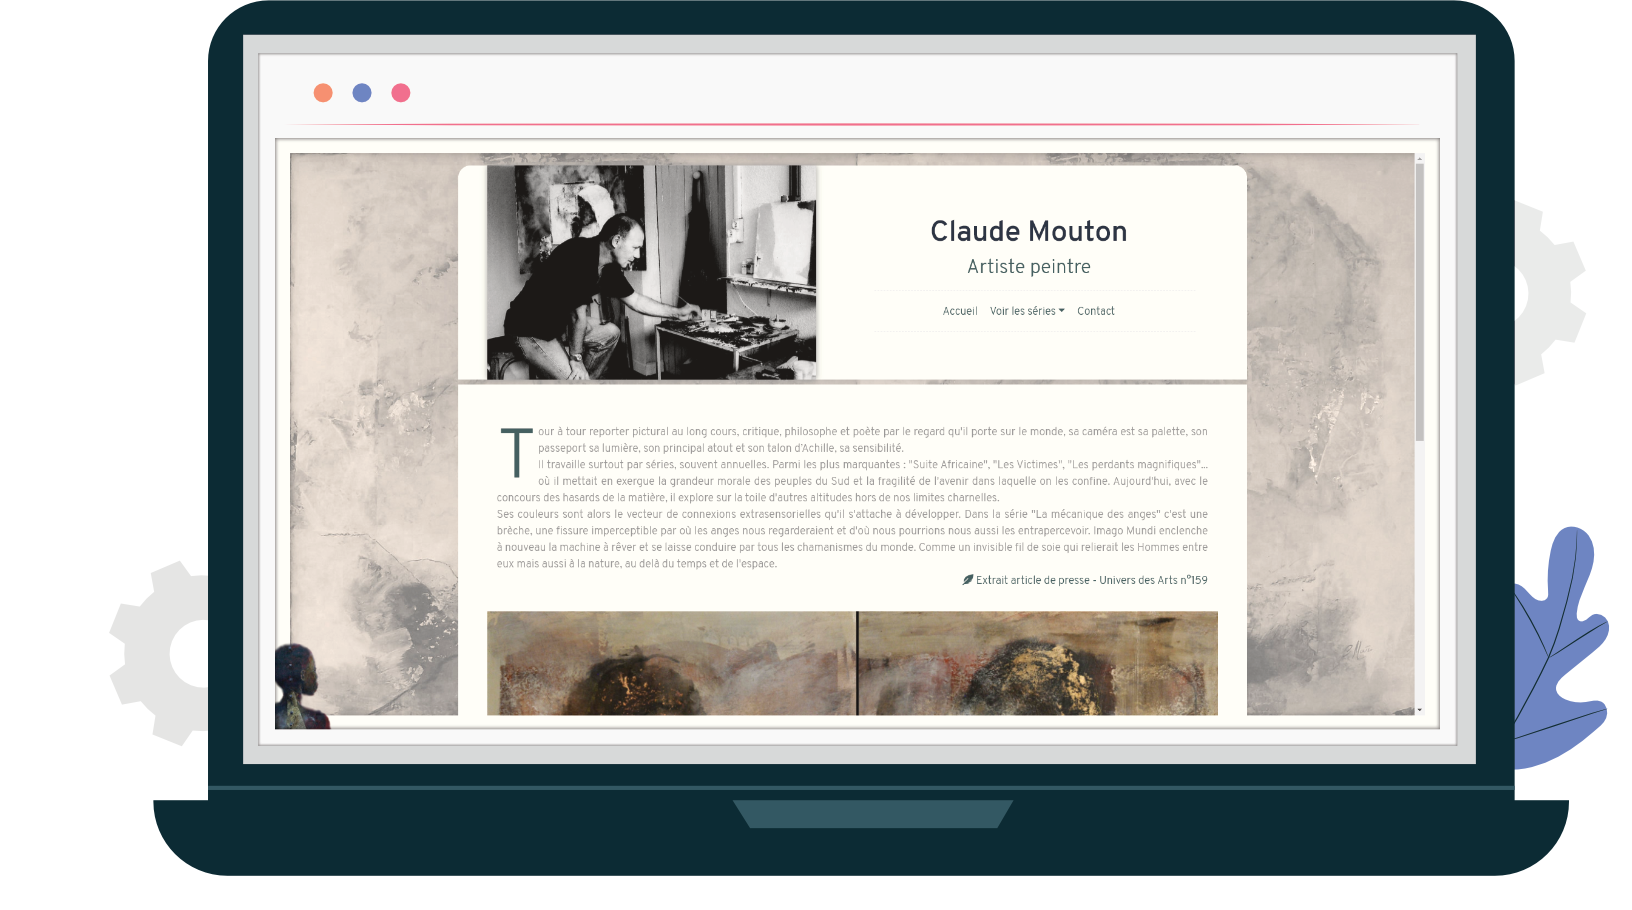 Claude Mouton
Artiste peintre
Accueil Voir les séries Contact
Tour à tour reporter pictural au long cours, critique, philosophe et poète par le regard qu'il porte sur le monde, sa caméra est sa palette, son
passeport sa lumière, son principal atout et son talon d'Achille, sa sensibilité.
Il travaille surtout par séries, souvent annuelles. Parmi les plus marquantes : "Suite Africaine", "Les Victimes", "Les perdants magnifiques"...
où il mettait en exergue la grandeur morale des peuples du Sud et la fragilité de l'avenir dans laquelle on les confine. Aujourd'hui, avec le
concours des hasards de la matière, il explore sur la toile d'autres altitudes hors de nos limites charnelles.
Ses couleurs sont alors le vecteur de connexions extrasensorielles qu'il s'attache à développer. Dans la série "La mécanique des anges" c'est une
brêche, une fissure imperceptible par où les anges nous regarderaient et d'où nous pourrions nous aussi les entrapercevoir. Imago Mundi enclenche
à nouveau la machine à rêver et se laisse conduire par tous les chamanismes du monde. Comme un invisible fil de soie qui relierait les Hommes entre
eux mais aussi à la nature, au delà du temps et de l'espace.
Extrait article de presse - Univers des Arts n°159